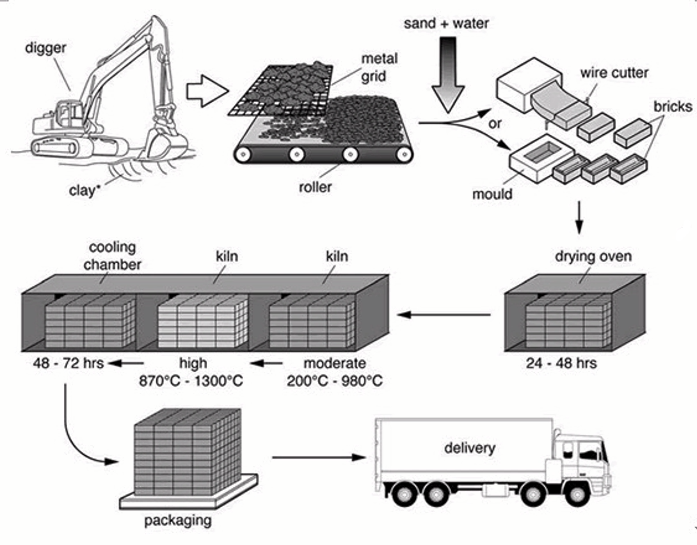 digger
clay*
metal
grid
roller
sand + water
or
wire cutter
bricks
mould
drying oven
24 - 48 hrs
kiln
moderate
200°C - 980°C
kiln
high
870°C - 1300°C
cooling
chamber
48 - 72 hrs
packaging
delivery